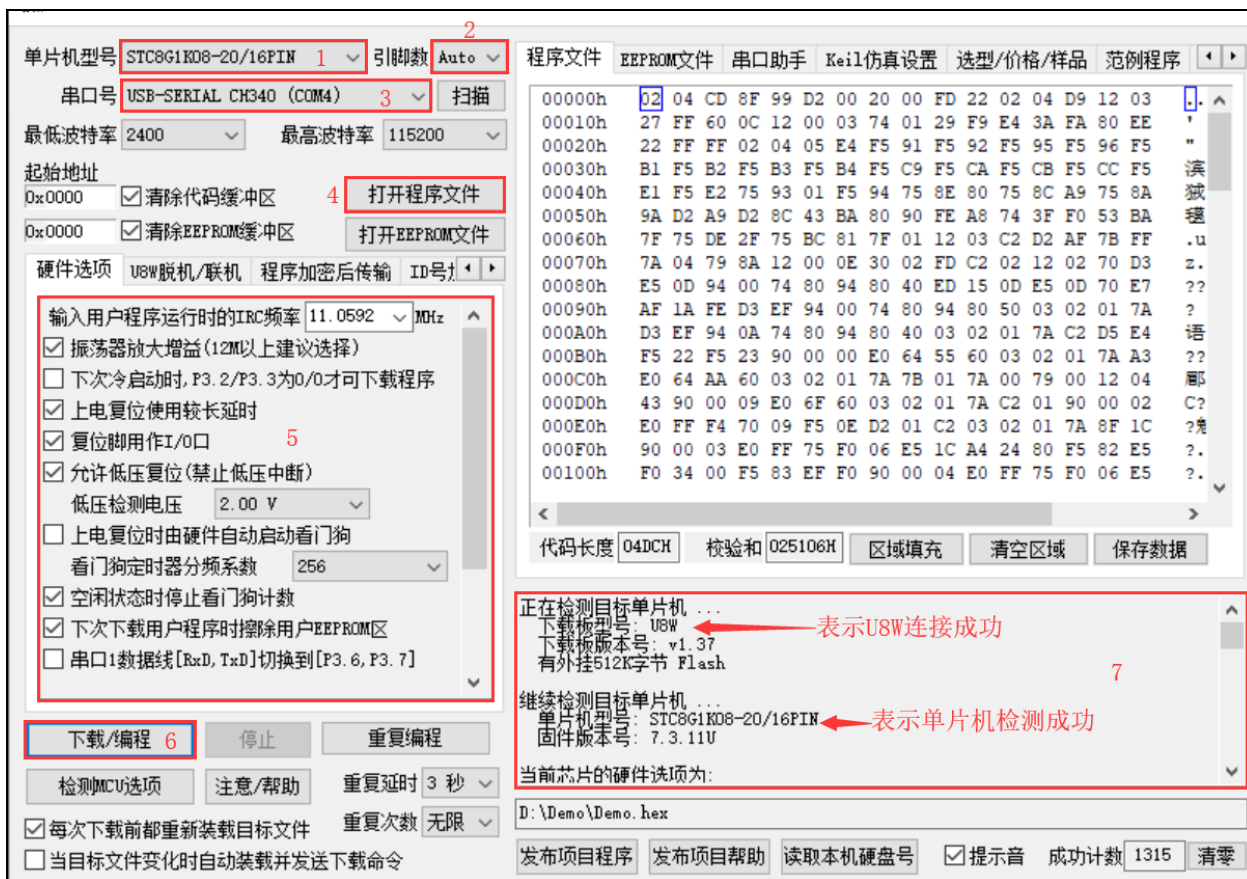 2
单片机型号 STC8G1K08-20/16PIN 1 引脚数 Auto
串口号 USB-SERIAL CH340 (COM4) 3 扫描
最低波特率 2400 最高波特率 115200
起始地址
0x0000 清除代码缓冲区 4 打开程序文件
0x0000 清除EEPROM缓冲区 打开EEPROM文件
硬件选项 U8W脱机/联机 程序加密后传输
输入用户程序运行时的IRC频率 11.0592 MHz
振荡器放大增益(12M以上建议选择)
下次冷启动时,P3.2/P3.3为0/0才可下载程序
上电复位使用较长延时
复位脚用作I/O口 5
允许低压复位(禁止低压中断)
低压检测电压 2.00 V
上电复位时由硬件自动启动看门狗
看门狗定时器分频系数 256
空闲状态时停止看门狗计数
下次下载用户程序时擦除用户EEPROM区
串口1数据线[RxD,TxD]切换到[P3.6,P3.7]
下载/编程 6 停止 重复编程
检测MCU选项 注意/帮助 重复延时 3 秒
每次下载前都重新装载目标文件 重复次数 无限
当目标文件变化时自动装载并发送下载命令
程序文件 EEPROM文件 串口助手 Keil仿真设置 选型/价格/样品 范例程序
00000h 02 04 CD 8F 99 D2 00 20 00 FD 22 02 04 D9 12 03 ..
00010h 27 FF 60 0C 12 00 03 74 01 29 F9 E4 3A FA 80 EE '
00020h 22 FF FF 02 04 05 E4 F5 91 F5 92 F5 95 F5 96 F5 "
00030h B1 F5 B2 F5 B3 F5 B4 F5 C9 F5 CA F5 CB F5 CC F5
00040h E1 F5 E2 75 93 01 F5 94 75 8E 80 75 8C A9 75 8A
00050h 9A D2 A9 D2 8C 43 BA 80 90 FE A8 74 3F F0 53 BA
00060h 7F 75 DE 2F 75 BC 81 7F 01 12 03 C2 D2 AF 7B FF .u
00070h 7A 04 79 8A 12 00 0E 30 02 FD C2 02 12 02 70 D3 z.
00080h E5 0D 94 00 74 80 94 80 40 ED 15 0D E5 0D 70 E7 ??
00090h AF 1A FE D3 EF 94 00 74 80 94 80 50 03 02 01 7A ?
000A0h D3 EF 94 0A 74 80 94 80 40 03 02 01 7A C2 D5 E4 语
000B0h F5 22 F5 23 90 00 00 E0 64 55 60 03 02 01 7A A3 ??
000C0h E0 64 AA 60 03 02 01 7A 7B 01 7A 00 79 00 12 04
000D0h 43 90 00 09 E0 6F 60 03 02 01 7A C2 01 90 00 02 C?
000E0h E0 FF F4 70 09 F5 0E D2 01 C2 03 02 01 7A 8F 1C
000F0h 90 00 03 E0 FF 75 F0 06 E5 1C A4 24 80 F5 82 E5 ?.
00100h F0 34 00 F5 83 EF F0 90 00 04 E0 FF 75 F0 06 E5 ?.
代码长度 04DCH 校验和 025106H 区域填充 清空区域 保存数据
正在检测目标单片机 ...
下载板型号: U8W 表示U8W连接成功
下载板版本号: v1.37
有外挂512K字节 Flash
7
继续检测目标单片机 ...
单片机型号: STC8G1K08-20/16PIN 表示单片机检测成功
固件版本号: 7.3.11U
当前芯片的硬件选项为:
D:\Demo\Demo.hex
发布项目程序 发布项目帮助 读取本机硬盘号 提示音 成功计数 1315 清零